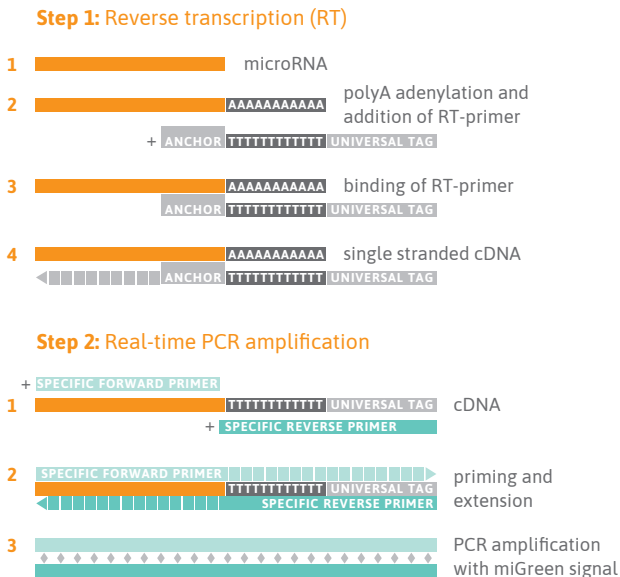 Step 1: Reverse transcription (RT)
1 microRNA
2 AAAAAAAAAAA polyA adenylation and
addition of RT-primer
+ ANCHOR TTTTTTTTTTTT UNIVERSAL TAG
3 AAAAAAAAAAA binding of RT-primer
ANCHOR TTTTTTTTTTTT UNIVERSAL TAG
4 AAAAAAAAAAA single stranded cDNA
ANCHOR TTTTTTTTTTTT UNIVERSAL TAG
Step 2: Real-time PCR amplification
+ SPECIFIC FORWARD PRIMER
1 TTTTTTTTTTTT UNIVERSAL TAG cDNA
+ SPECIFIC REVERSE PRIMER
2 SPECIFIC FORWARD PRIMER priming and
TTTTTTTTTTTT UNIVERSAL TAG
SPECIFIC REVERSE PRIMER extension
3 PCR amplification
with miGreen signal